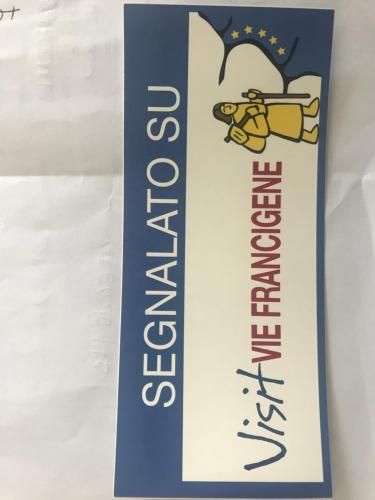 SEGNALATO SU
Visit VIE FRANCIGENE